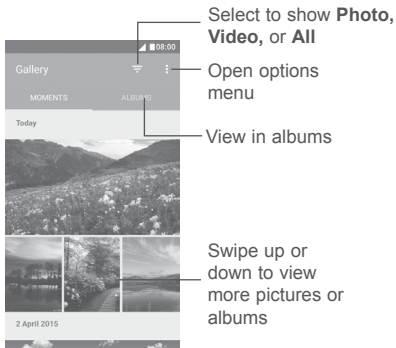 Select to show Photo,
Video, or All
08:00
Gallery
Open options
menu
MOMENTS ALBUMS
Today
View in albums
Swipe up or
down to view
more pictures or
albums
2 April 2015